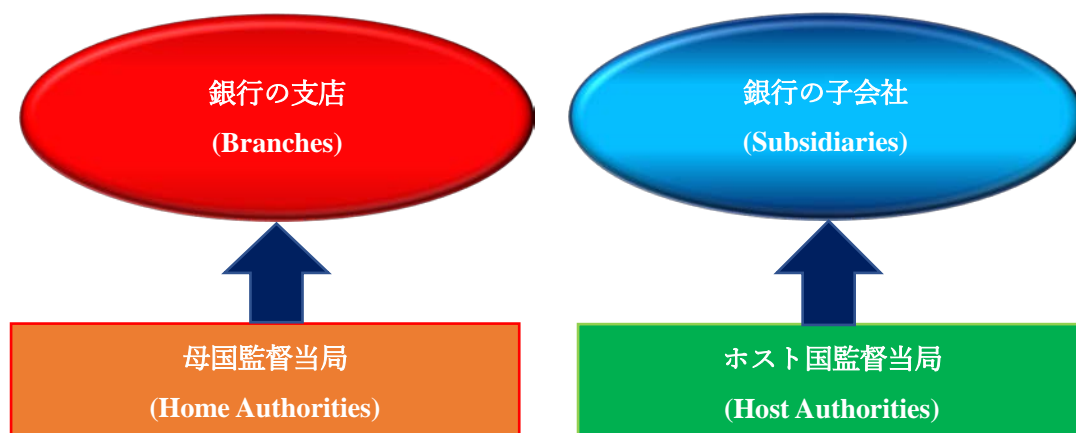 銀行の支店
(Branches)
銀行の子会社
(Subsidiaries)
母国監督当局
(Home Authorities)
ホスト国監督当局
(Host Authorities)